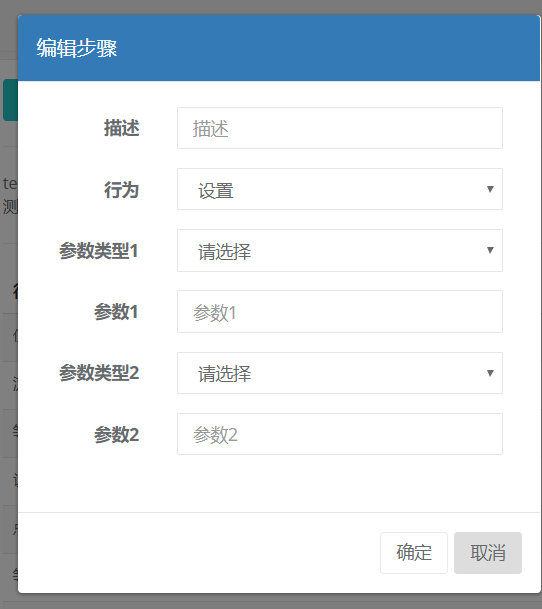 编辑步骤
描述 描述
行为 设置
参数类型1 请选择
参数1 参数1
参数类型2 请选择
参数2 参数2
确定 取消
te
测